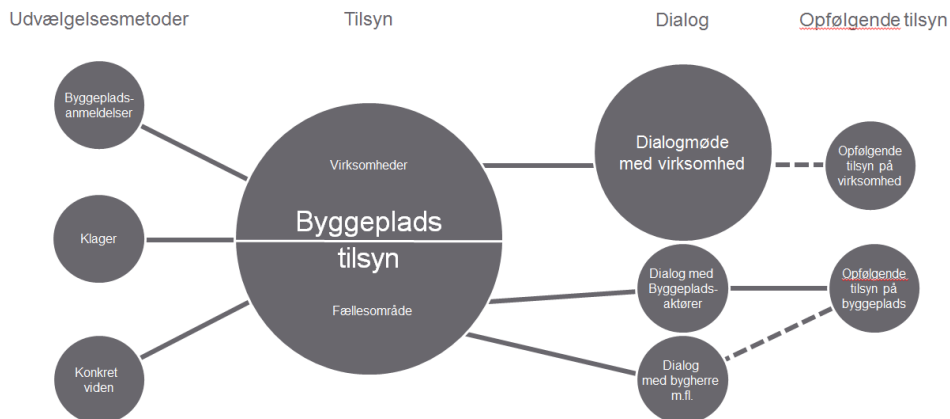 Udvælgelsesmetoder
Tilsyn
Dialog
Opfølgende tilsyn
Byggeplads-
anmeldelser
Klager
Konkret
viden
Virksomheder
Byggeplads
tilsyn
Fællesområde
Dialogmøde
med virksomhed
Dialog med
Byggeplads-
aktører
Dialog
med bygherre
m.fl.
Opfølgende
tilsyn på
virksomhed
Opfølgende
tilsyn på
byggeplads